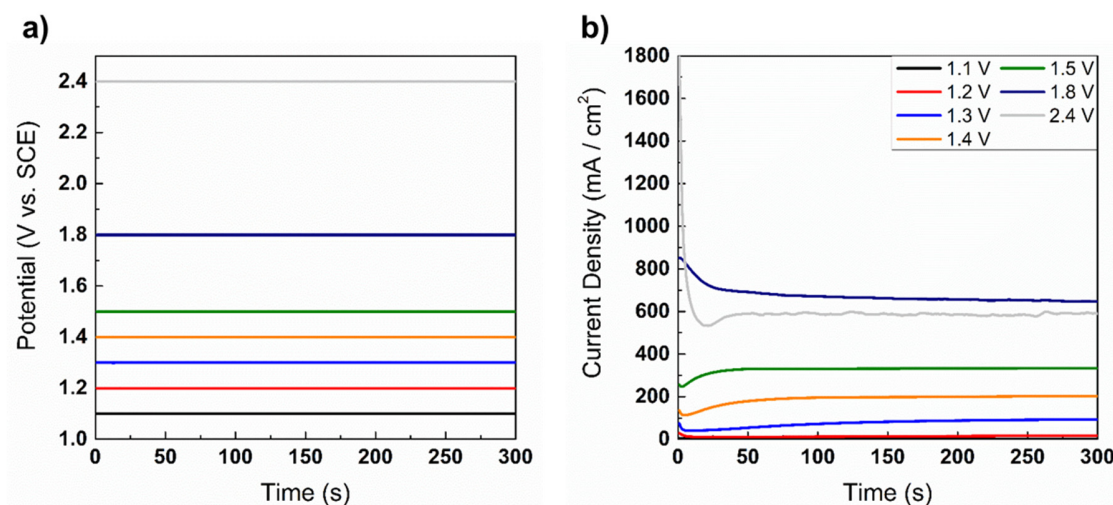 a)
2.4
2.2
2.0
1.8
1.6
1.4
1.2
1.0
Potential (V vs. SCE)
0 50 100 150 200 250 300
Time (s)
b)
1800
1600
1400
1200
1000
800
600
400
200
0
Current Density (mA / cm²)
0 50 100 150 200 250 300
Time (s)
1.1 V 1.5 V
1.2 V 1.8 V
1.3 V 2.4 V
1.4 V